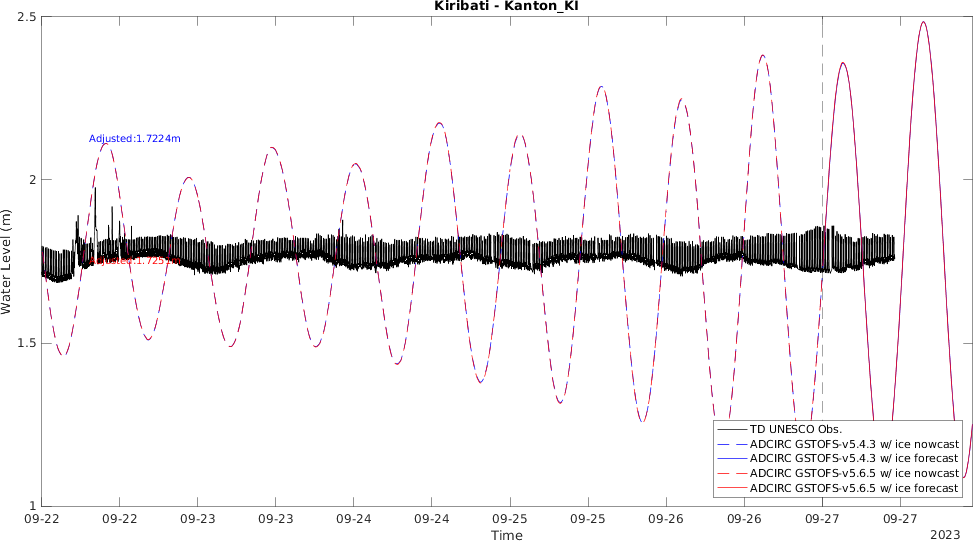 Kiribati - Kanton_KI
2.5
2
1.5
1
Water Level (m)
Adjusted:1.7224m
09-22
09-22
09-23
09-23
09-24
09-24
09-25
09-25
09-26
09-26
09-27
09-27
Time
2023
TD UNESCO Obs.
ADCIRC GSTOFS-v5.4.3 w/ ice nowcast
ADCIRC GSTOFS-v5.4.3 w/ ice forecast
ADCIRC GSTOFS-v5.6.5 w/ ice nowcast
ADCIRC GSTOFS-v5.6.5 w/ ice forecast